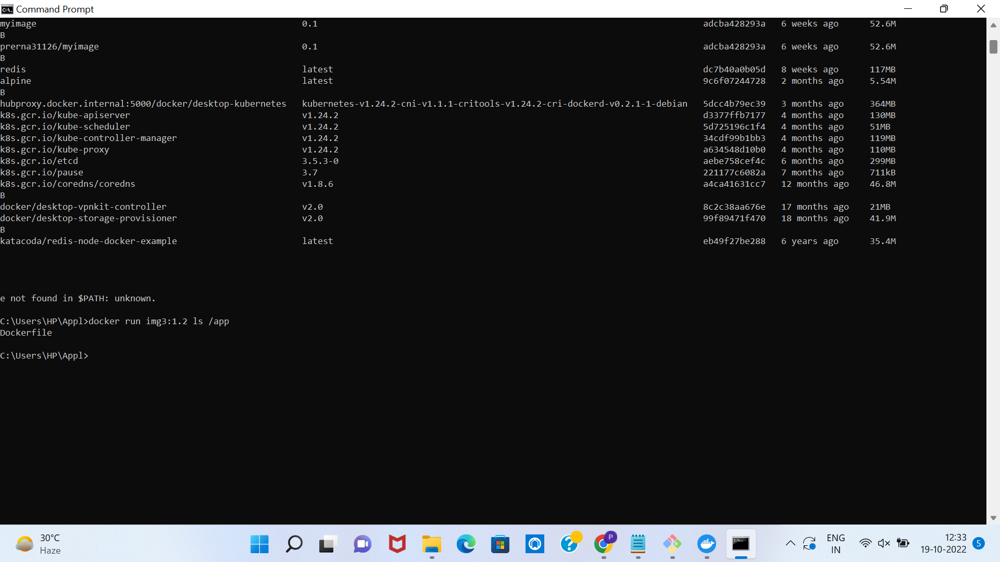 Command Prompt
myimage 0.1 adcba428293a 6 weeks ago 52.6M
B
prerna31126/myimage 0.1 adcba428293a 6 weeks ago 52.6M
B
redis latest dc7b40a0b05d 8 weeks ago 117MB
alpine latest 9c6f07244728 2 months ago 5.54M
B
hubproxy.docker.internal:5000/docker/desktop-kubernetes kubernetes-v1.24.2-cni-v1.1.1-critools-v1.24.2-cri-dockerd-v0.2.1-1-debian 5dcc4b79ec39 3 months ago 364MB
k8s.gcr.io/kube-apiserver v1.24.2 d3377ffb7177 4 months ago 130MB
k8s.gcr.io/kube-scheduler v1.24.2 5d725196c1f4 4 months ago 51MB
k8s.gcr.io/kube-controller-manager v1.24.2 34cdf99b1bb3 4 months ago 119MB
k8s.gcr.io/kube-proxy v1.24.2 a634548d10b0 4 months ago 110MB
k8s.gcr.io/etcd 3.5.3-0 aebe758cef4c 6 months ago 299MB
k8s.gcr.io/pause 3.7 221177c6082a 7 months ago 711kB
k8s.gcr.io/coredns/coredns v1.8.6 a4ca41631cc7 12 months ago 46.8M
B
docker/desktop-vpnkit-controller v2.0 8c2c38aa676e 17 months ago 21MB
docker/desktop-storage-provisioner v2.0 99f89471f470 18 months ago 41.9M
B
katacoda/redis-node-docker-example latest eb49f27be288 6 years ago 35.4M
e not found in $PATH: unknown.
C:\Users\HP\Appl>docker run img3:1.2 ls /app
Dockerfile
C:\Users\HP\Appl>
30°C
Haze
P
ENG
IN
12:33
19-10-2022
5